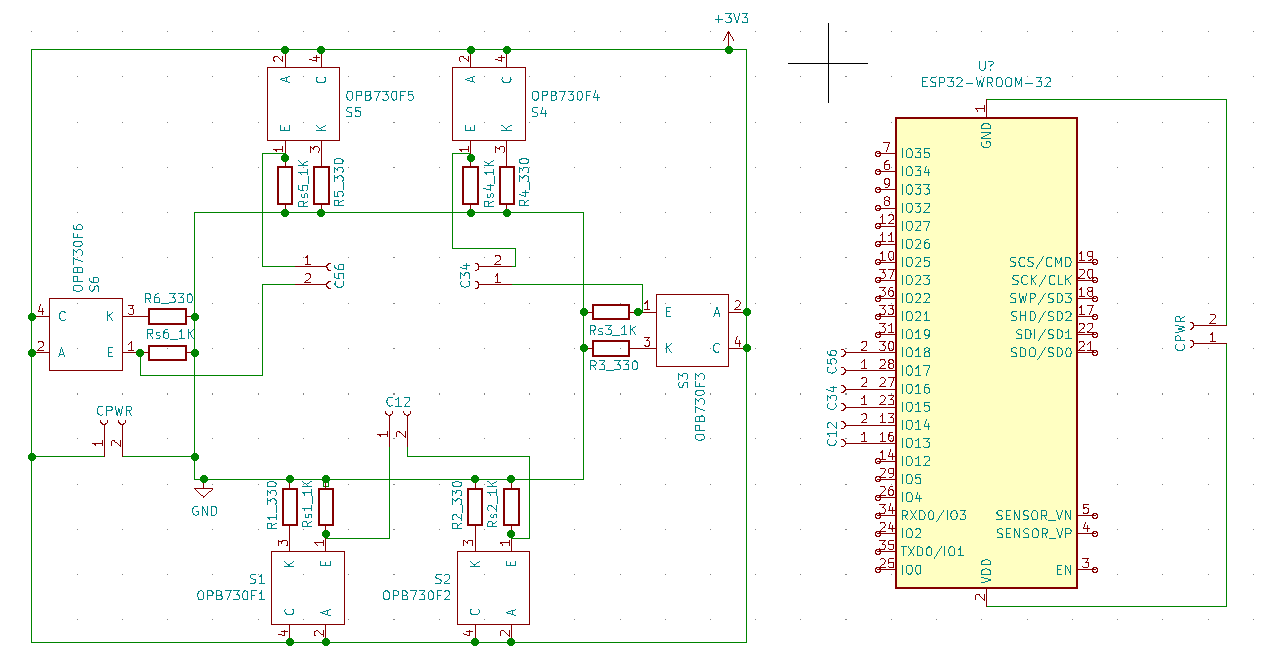 +3V3
2
4
A
C
E
K
1
3
OPB730F5
S5
Rs5_1K
R5_330
2
4
A
C
E
K
1
3
OPB730F4
S4
Rs4_1K
R4_330
OPB730F6
S6
4
C
K
3
2
A
E
1
R6_330
Rs6_1K
1
2
C56
C34
2
1
Rs3_1K
R3_330
1
E
A
2
3
K
C
4
S3
OPB730F3
CPWR
1
2
GND
C12
1
2
R1_330
Rs1_1K
3
1
K
E
C
A
4
2
S1
OPB730F1
R2_330
Rs2_1K
3
1
K
E
C
A
4
2
S2
OPB730F2
U?
ESP32-WROOM-32
1
GND
7 IO35
6 IO34
9 IO33
8 IO32
12 IO27
11 IO26
10 IO25
37 IO23
36 IO22
33 IO21
31 IO19
C56
2 30 IO18
1 28 IO17
C34
2 27 IO16
1 23 IO15
C12
2 13 IO14
1 16 IO13
14 IO12
29 IO5
26 IO4
34 RXD0/IO3
24 IO2
35 TXD0/IO1
25 IO0
SCS/CMD 19
SCK/CLK 20
SWP/SD3 18
SHD/SD2 17
SDI/SD1 22
SDO/SD0 21
SENSOR_VN 5
SENSOR_VP 4
EN 3
VDD
2
CPWR
2
1